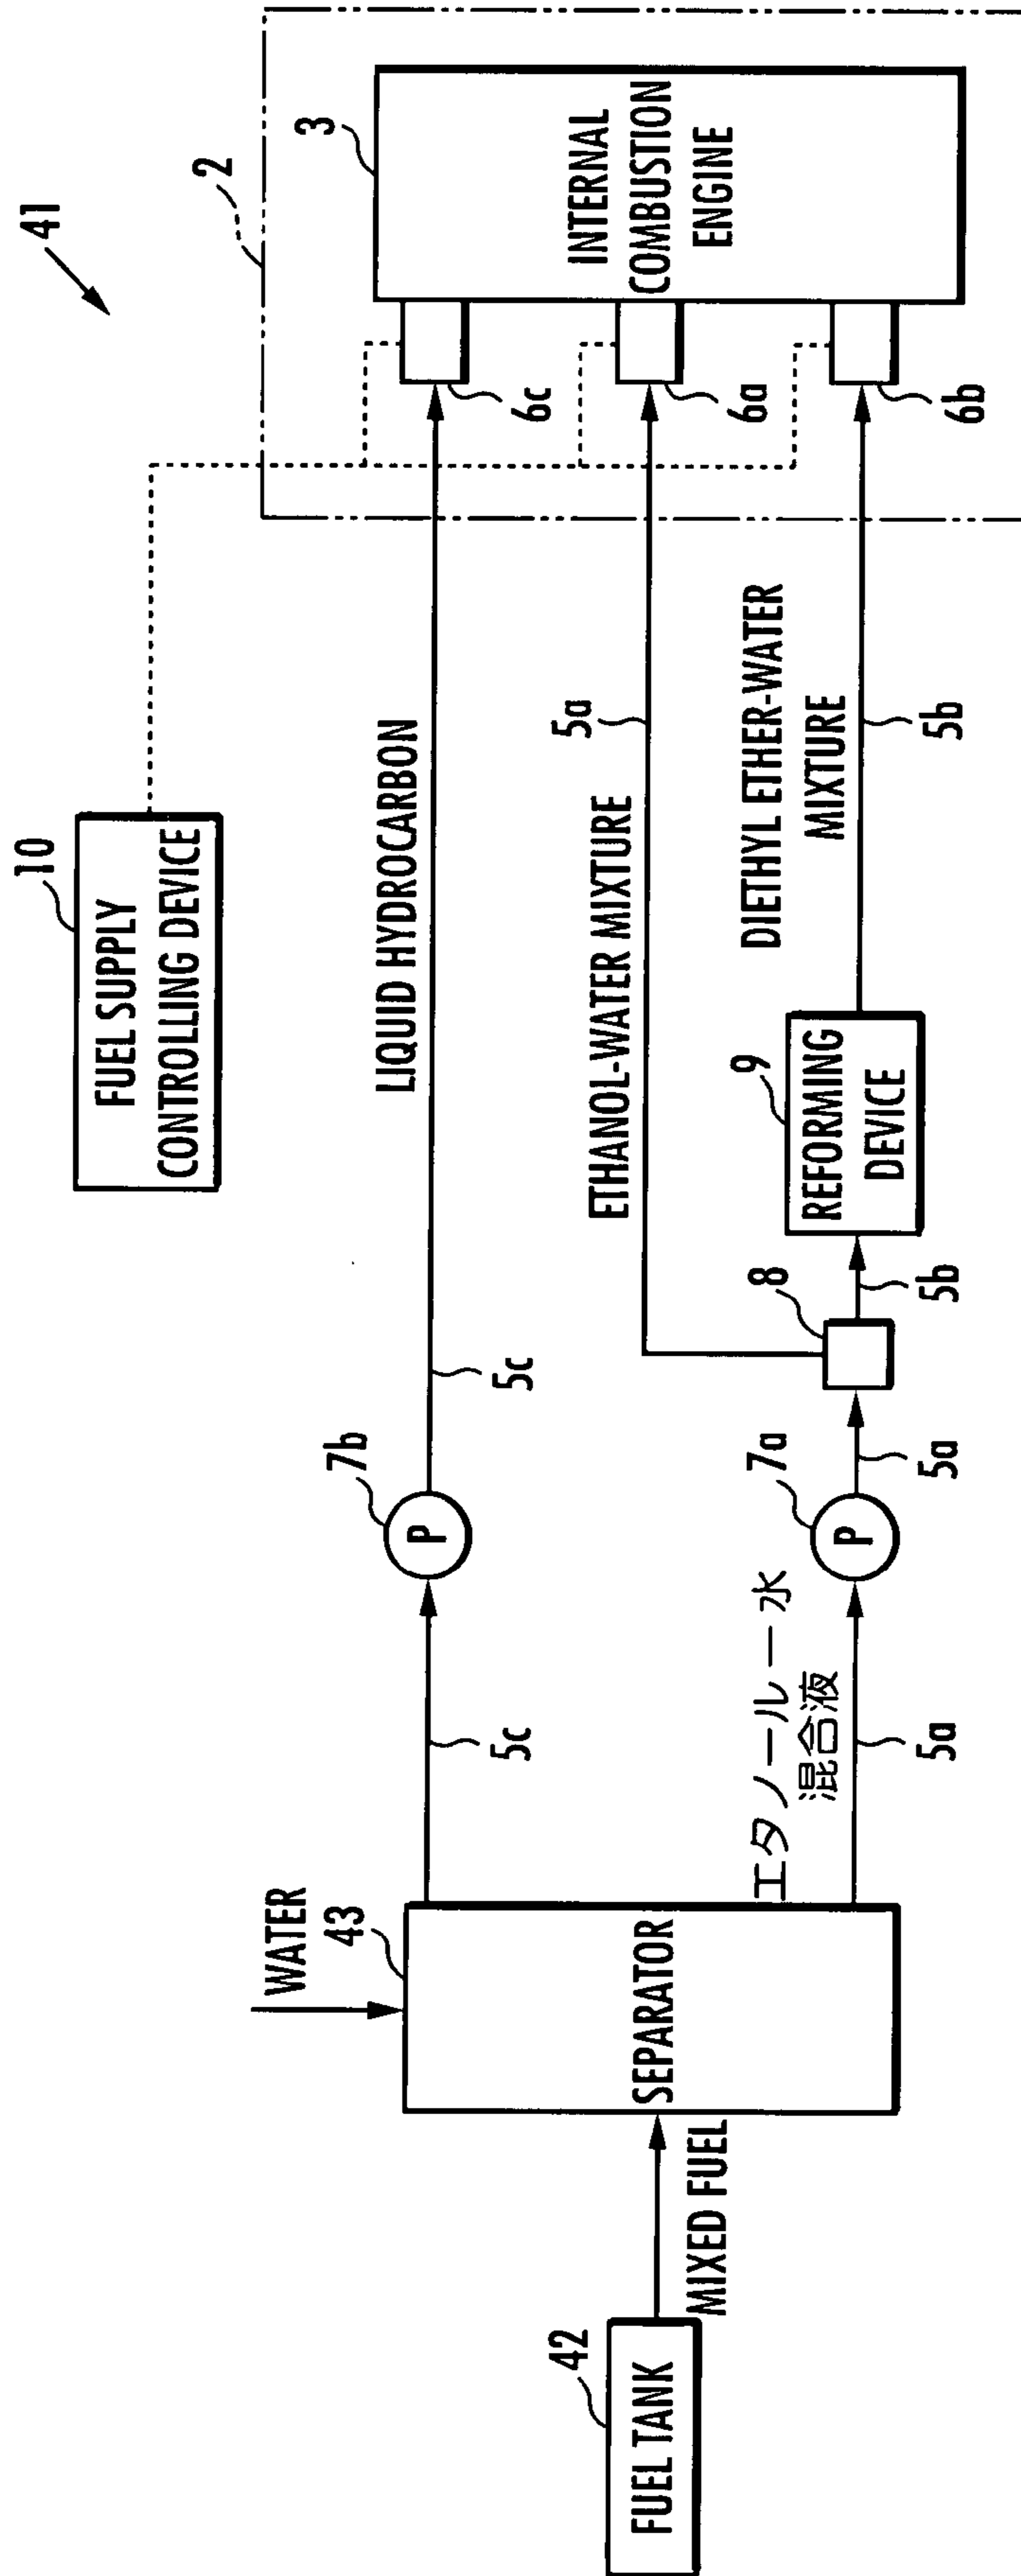 41
2
3
INTERNAL
COMBUSTION
ENGINE
6c
6a
6b
10
FUEL SUPPLY
CONTROLLING DEVICE
LIQUID HYDROCARBON
5a
ETHANOL-WATER MIXTURE
DIETHYL ETHER-WATER
MIXTURE
5b
9
REFORMING
DEVICE
8
5b
5c
7b
P
7a
P
5a
5c
エタノール－水
混合液
5a
WATER
43
SEPARATOR
MIXED FUEL
42
FUEL TANK